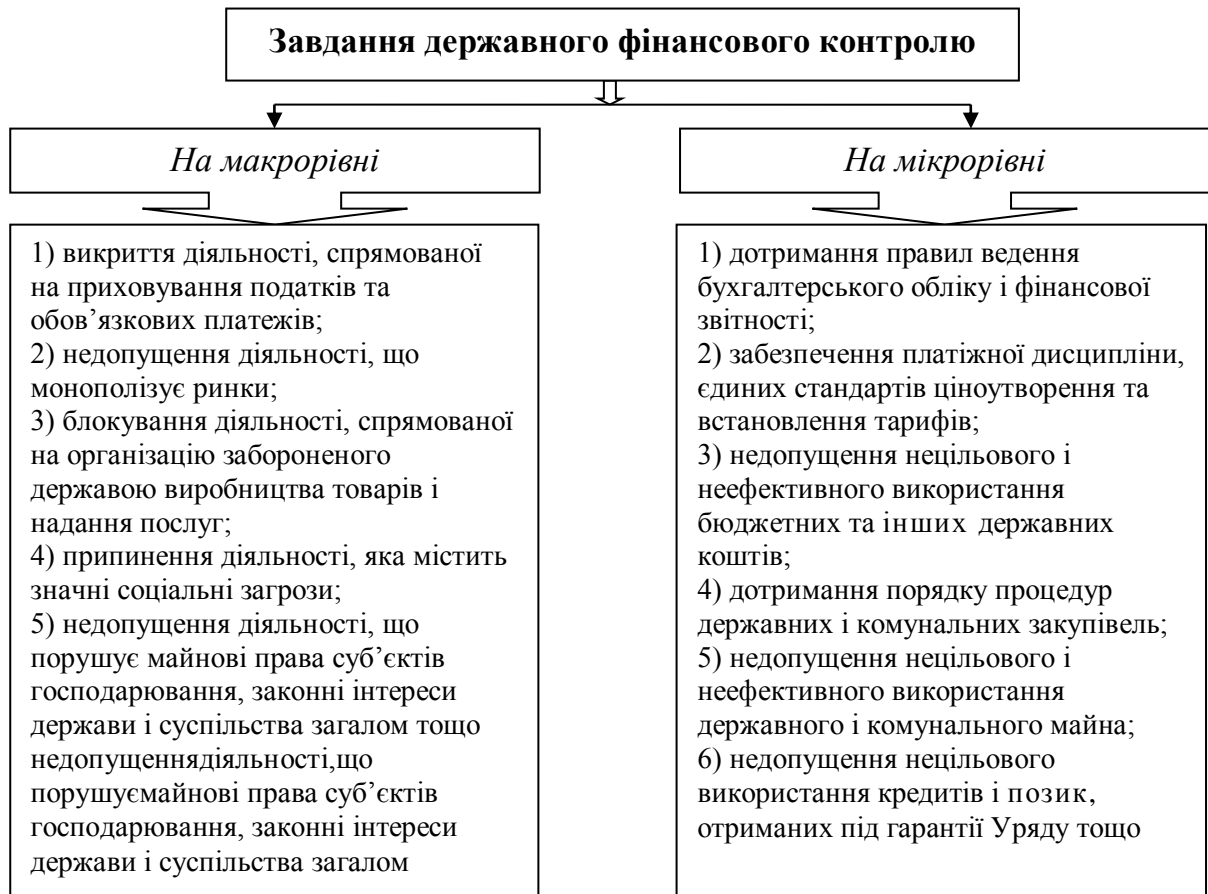 Завдання державного фінансового контролю
На макрорівні
1) викриття діяльності, спрямованої
на приховування податків та
обов’язкових платежів;
2) недопущення діяльності, що
монополізує ринки;
3) блокування діяльності, спрямованої
на організацію забороненого
державою виробництва товарів і
надання послуг;
4) припинення діяльності, яка містить
значні соціальні загрози;
5) недопущення діяльності, що
порушує майнові права суб’єктів
господарювання, законні інтереси
держави і суспільства загалом тощо
недопущеннядіяльності,що
порушуємайнові права суб’єктів
господарювання, законні інтереси
держави і суспільства загалом
На мікрорівні
1) дотримання правил ведення
бухгалтерського обліку і фінансової
звітності;
2) забезпечення платіжної дисципліни,
єдиних стандартів ціноутворення та
встановлення тарифів;
3) недопущення нецільового і
неефективного використання
бюджетних та інших державних
коштів;
4) дотримання порядку процедур
державних і комунальних закупівель;
5) недопущення нецільового і
неефективного використання
державного і комунального майна;
6) недопущення нецільового
використання кредитів і позик,
отриманих під гарантії Уряду тощо